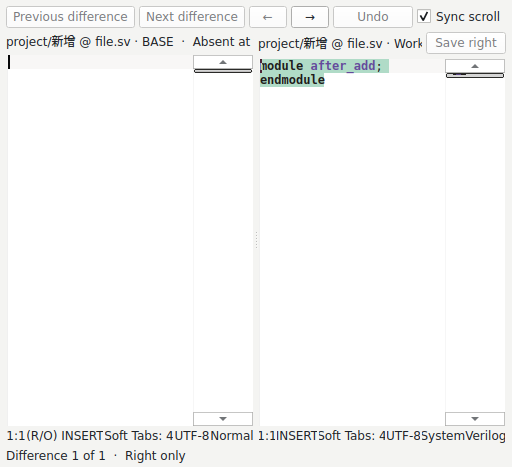 Previous difference Next difference ← → Undo Sync scroll
project/新增 @ file.sv · BASE · Absent at
project/新增 @ file.sv · Work
Save right
module after_add;
endmodule
1:1(R/O) INSERTSoft Tabs: 4UTF-8Normal
1:1INSERTSoft Tabs: 4UTF-8SystemVerilog
Difference 1 of 1 · Right only